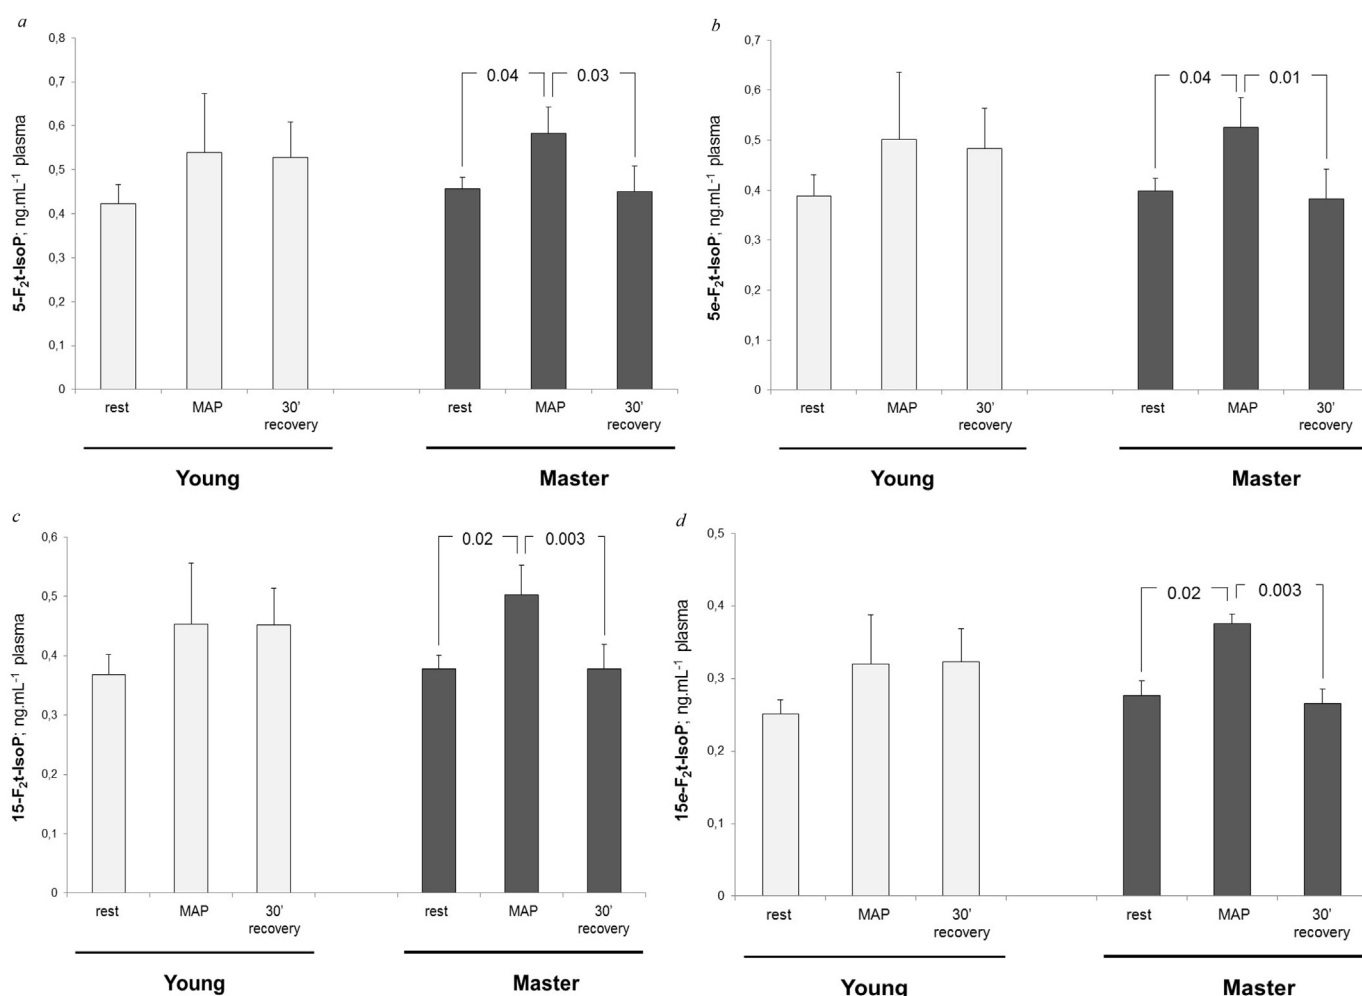 a
5-F₂t-IsoP; ng.mL⁻¹ plasma
0,8
0,7
0,6
0,5
0,4
0,3
0,2
0,1
0
0.04 0.03
rest MAP 30' recovery rest MAP 30' recovery
Young Master
b
5e-F₂t-IsoP; ng.mL⁻¹ plasma
0,7
0,6
0,5
0,4
0,3
0,2
0,1
0
0.04 0.01
rest MAP 30' recovery rest MAP 30' recovery
Young Master
c
15-F₂t-IsoP; ng.mL⁻¹ plasma
0,6
0,5
0,4
0,3
0,2
0,1
0
0.02 0.003
rest MAP 30' recovery rest MAP 30' recovery
Young Master
d
15e-F₂t-IsoP; ng.mL⁻¹ plasma
0,5
0,4
0,3
0,2
0,1
0
0.02 0.003
rest MAP 30' recovery rest MAP 30' recovery
Young Master